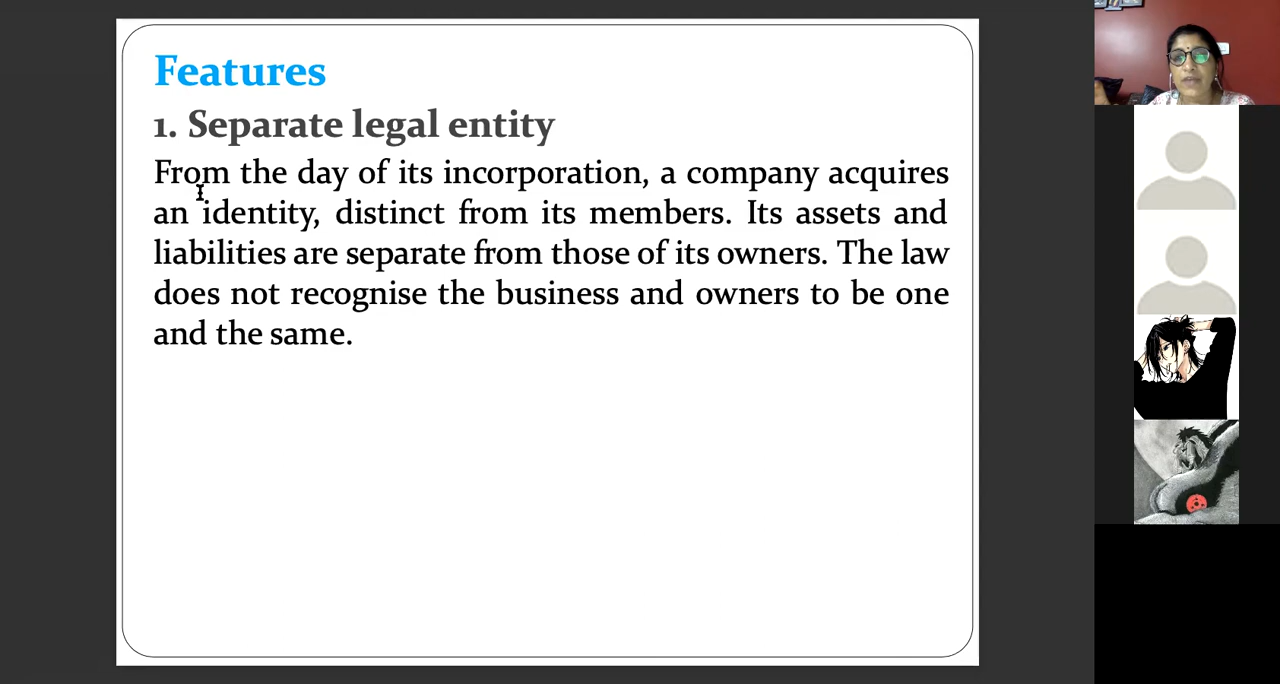 Features
1. Separate legal entity
From the day of its incorporation, a company acquires
an identity, distinct from its members. Its assets and
liabilities are separate from those of its owners. The law
does not recognise the business and owners to be one
and the same.